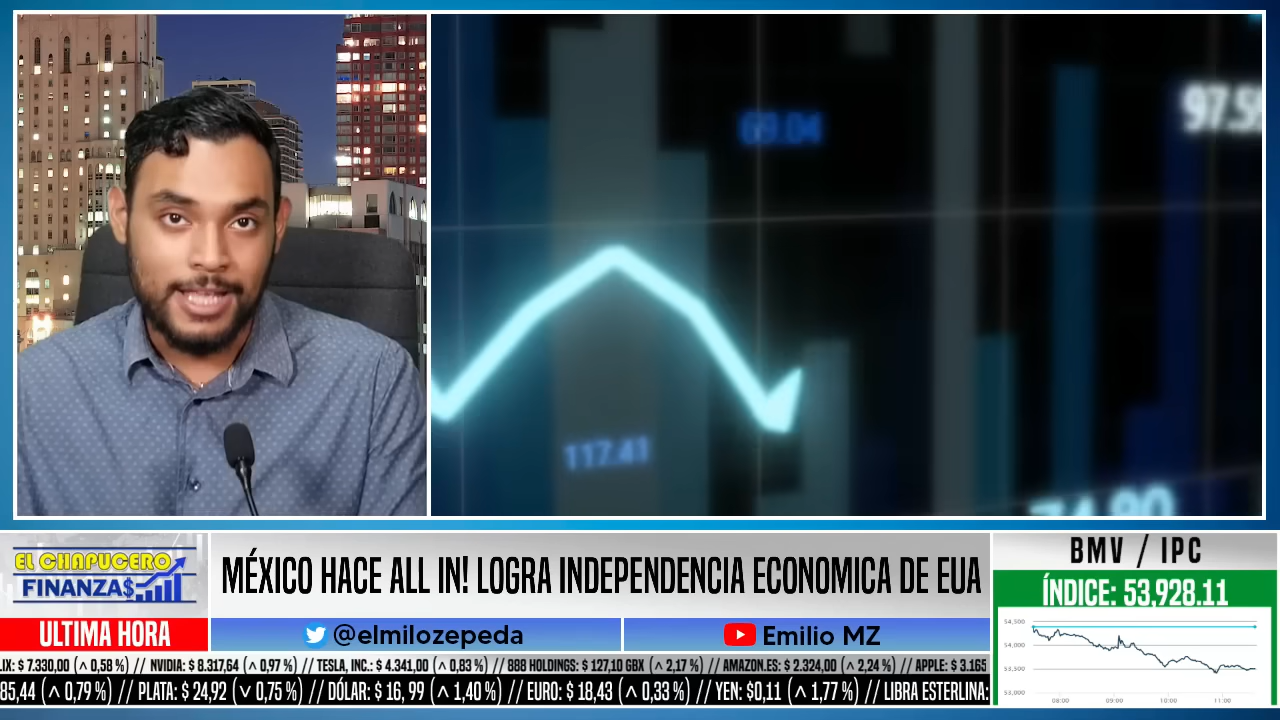 69.04
97.59
117.41
74.80
EL CHAPUCERO
FINANZA$
MÉXICO HACE ALL IN! LOGRA INDEPENDENCIA ECONOMICA DE EUA
BMV / IPC
ÍNDICE: 53,928.11
54,500
54,000
53,500
53,000
08:00 09:00 10:00 11:00
ULTIMA HORA
@elmilozepeda
Emilio MZ
LIX: $ 7.330,00 (∧ 0,58 %) // NVIDIA: $ 8.317,64 (∧ 0,97 %) // TESLA, INC.: $ 4.341,00 (∧ 0,83 %) // 888 HOLDINGS: $ 127,10 GBX (∧ 2,17 %) // AMAZON.ES: $ 2.324,00 (∧ 2,24 %) // APPLE: $ 3.165
85,44 (∧ 0,79 %) // PLATA: $ 24,92 (∨ 0,75 %) // DÓLAR: $ 16, 99 (∧ 1,40 %) // EURO: $ 18,43 (∧ 0,33 %) // YEN: $0,11 (∧ 1,77 %) // LIBRA ESTERLINA: